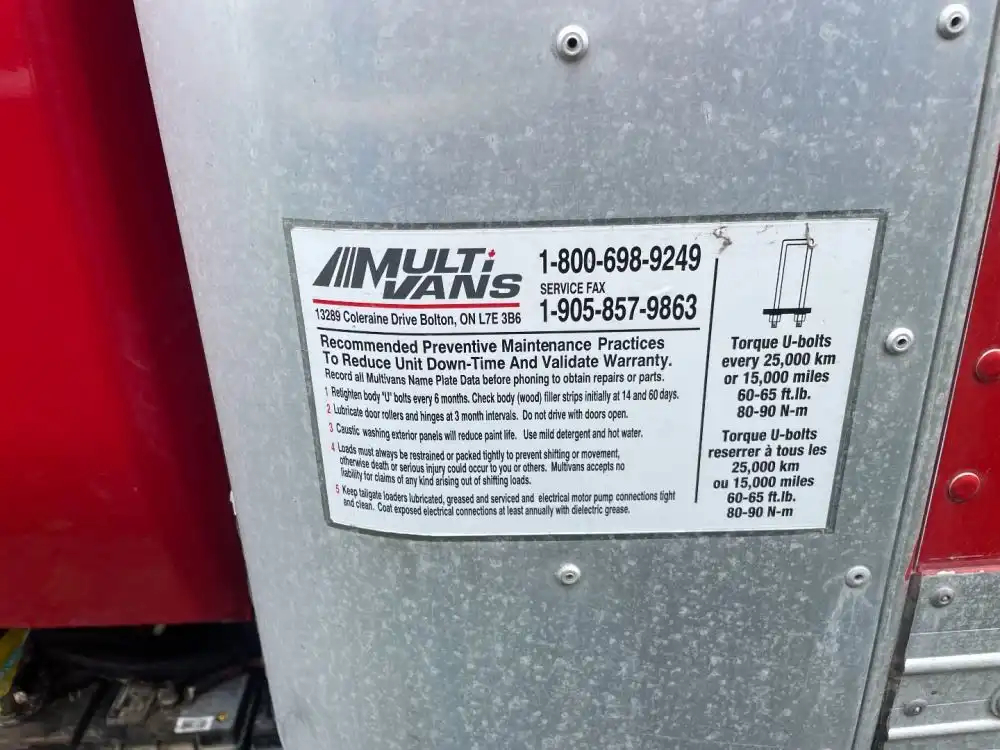 MULTi VANS
1-800-698-9249
SERVICE FAX
1-905-857-9863
13289 Coleraine Drive Bolton, ON L7E 3B6
Recommended Preventive Maintenance Practices
To Reduce Unit Down-Time And Validate Warranty.
Record all Multivans Name Plate Data before phoning to obtain repairs or parts.
1 Retighten body "U" bolts every 6 months. Check body (wood) filler strips initially at 14 and 60 days.
2 Lubricate door rollers and hinges at 3 month intervals. Do not drive with doors open.
3 Caustic washing exterior panels will reduce paint life. Use mild detergent and hot water.
4 Loads must always be restrained or packed tightly to prevent shifting or movement,
otherwise death or serious injury could occur to you or others. Multivans accepts no
liability for claims of any kind arising out of shifting loads.
5 Keep tailgate loaders lubricated, greased and serviced and electrical motor pump connections tight
and clean. Coat exposed electrical connections at least annually with dielectric grease.
Torque U-bolts
every 25,000 km
or 15,000 miles
60-65 ft.lb.
80-90 N-m
Torque U-bolts
reserrer à tous les
25,000 km
ou 15,000 miles
60-65 ft.lb.
80-90 N-m